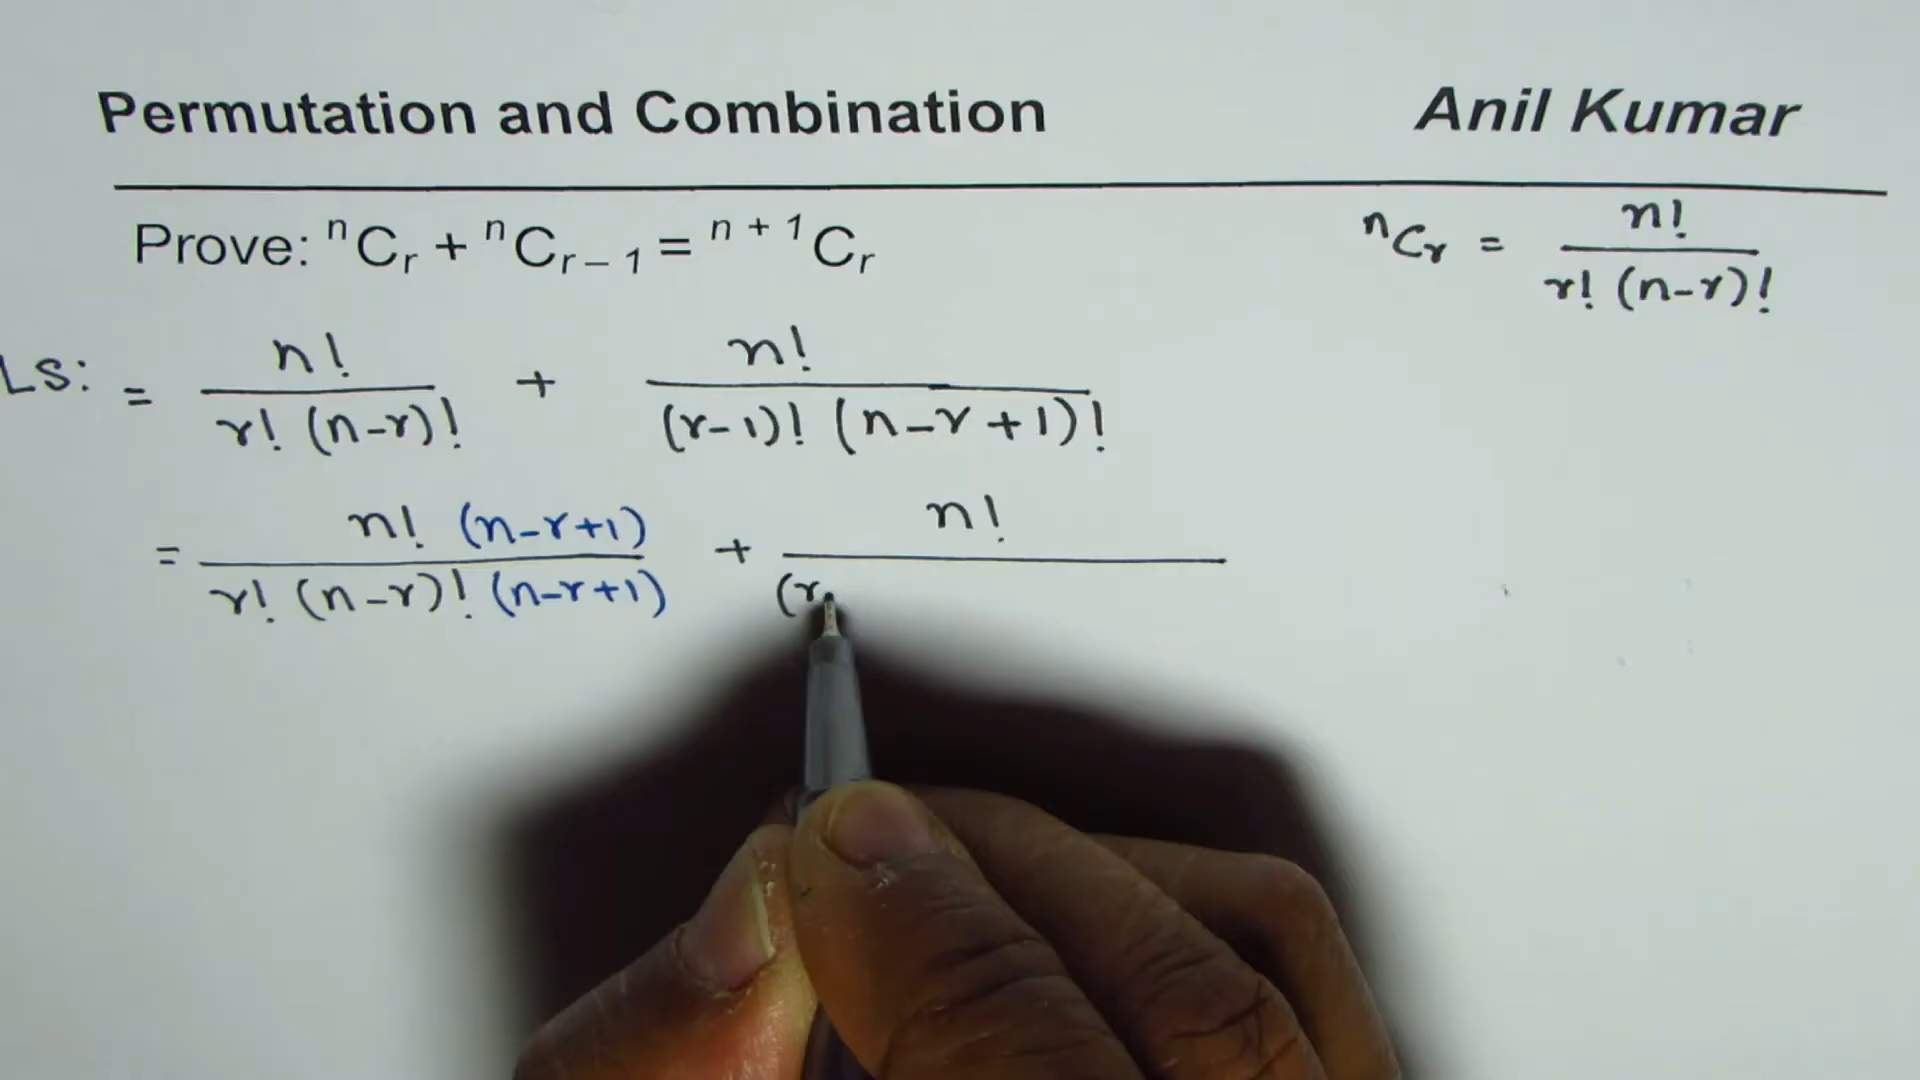 Permutation and Combination Anil Kumar
Prove: ⁿCᵣ + ⁿCᵣ₋₁ = ⁿ⁺¹Cᵣ
ⁿCᵣ = n! / r! (n-r)!
LS: = n! / r! (n-r)! + n! / (r-1)! (n-r+1)!
= n! (n-r+1) / r! (n-r)! (n-r+1) + n! / (r